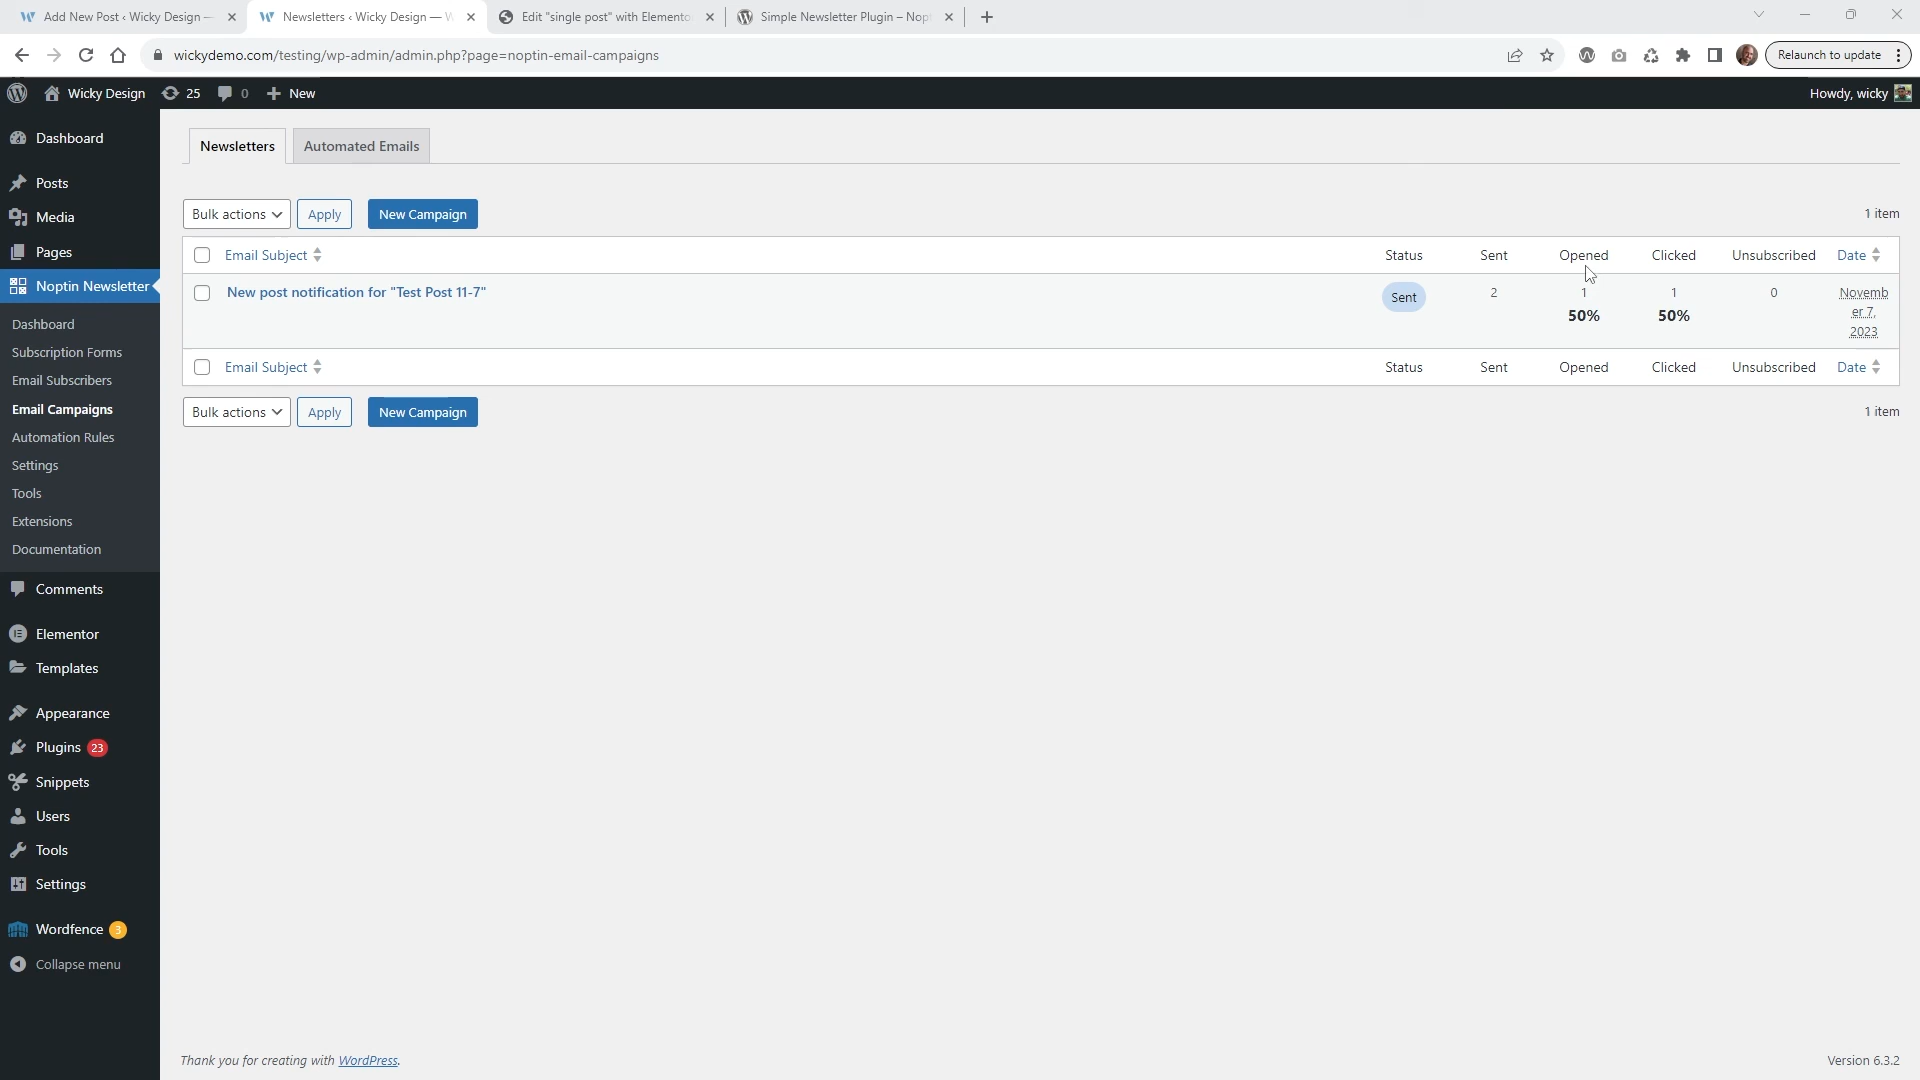 Add New Post ‹ Wicky Design —
Newsletters ‹ Wicky Design — W
Edit "single post" with Elemento
Simple Newsletter Plugin – Nopt
wickydemo.com/testing/wp-admin/admin.php?page=noptin-email-campaigns
Relaunch to update
Wicky Design
25
0
New
Howdy, wicky
Dashboard
Posts
Media
Pages
Noptin Newsletter
Dashboard
Subscription Forms
Email Subscribers
Email Campaigns
Automation Rules
Settings
Tools
Extensions
Documentation
Comments
Elementor
Templates
Appearance
Plugins 23
Snippets
Users
Tools
Settings
Wordfence 3
Collapse menu
Newsletters
Automated Emails
Bulk actions
Apply
New Campaign
1 item
Email Subject
Status
Sent
Opened
Clicked
Unsubscribed
Date
New post notification for "Test Post 11-7"
Sent
2
1
50%
1
50%
0
Novemb
er 7,
2023
Email Subject
Status
Sent
Opened
Clicked
Unsubscribed
Date
Bulk actions
Apply
New Campaign
1 item
Thank you for creating with WordPress.
Version 6.3.2